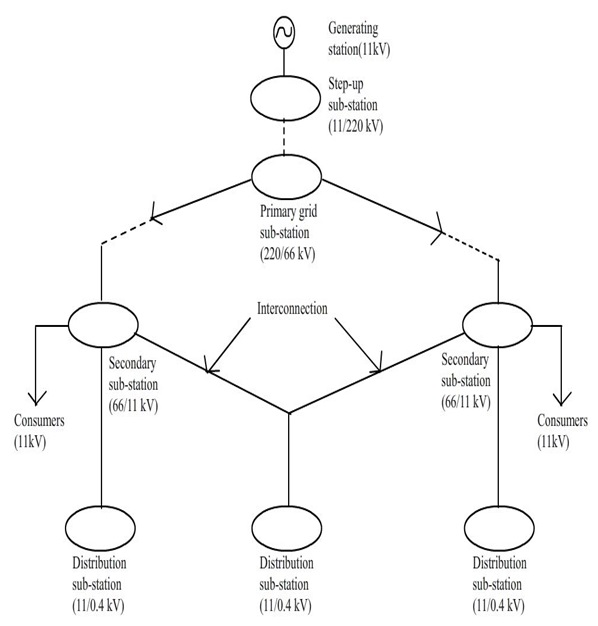 Generating
station(11kV)
Step-up
sub-station
(11/220 kV)
Primary grid
sub-station
(220/66 kV)
Interconnection
Secondary
sub-station
(66/11 kV)
Secondary
sub-station
(66/11 kV)
Consumers
(11kV)
Consumers
(11kV)
Distribution
sub-station
(11/0.4 kV)
Distribution
sub-station
(11/0.4 kV)
Distribution
sub-station
(11/0.4 kV)